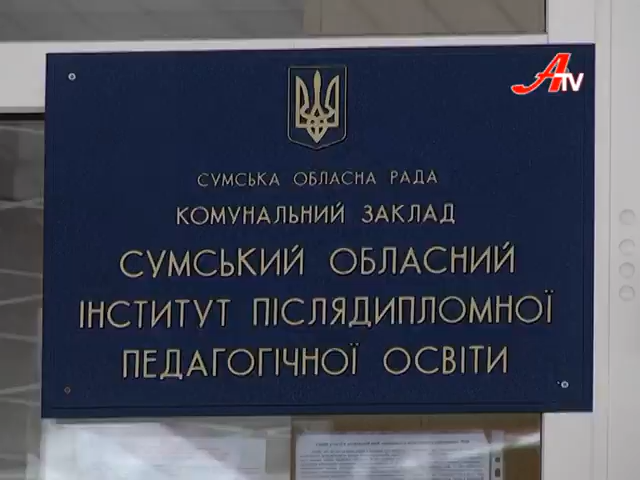 ATV
СУМСЬКА ОБЛАСНА РАДА
КОМУНАЛЬНИЙ ЗАКЛАД
СУМСЬКИЙ ОБЛАСНИЙ
ІНСТИТУТ ПІСЛЯДИПЛОМНОЇ
ПЕДАГОГІЧНОЇ ОСВІТИ